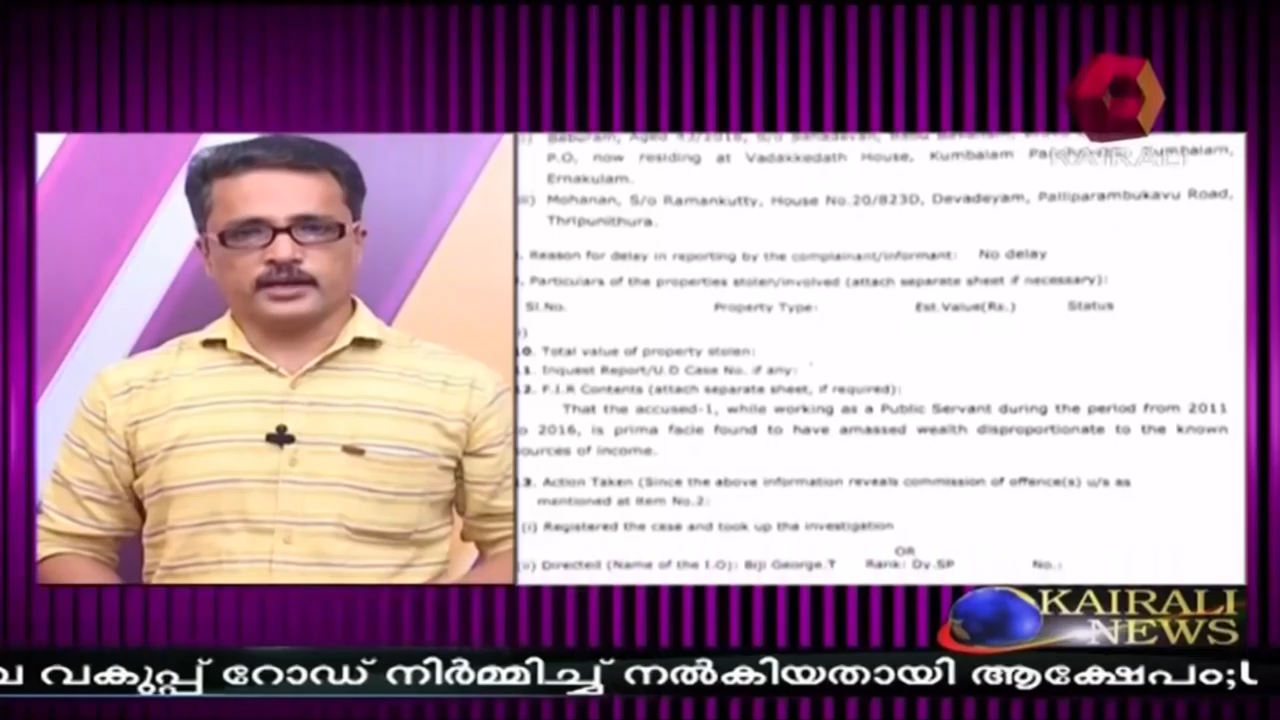 P.O, now residing at Vadakkedath House, Kumbalam
Ernakulam.
Mohanan, S/o Ramankutty, House No.20/823D, Devadeyam, Palliparambukavu Road,
Thripunithura.
Reason for delay in reporting by the complainant/informant: No delay
Particulars of the properties stolen/involved (attach separate sheet if necessary):
Sl.No. Property Type: Est.Value(Rs.) Status
10. Total value of property stolen:
11. Inquest Report/U.D Case No. if any:
12. F.I.R Contents (attach separate sheet, if required):
That the accused-1, while working as a Public Servant during the period from 2011
2016, is prima facie found to have amassed wealth disproportionate to the known
sources of income.
13. Action Taken (Since the above information reveals commission of offence(s) u/s as
mentioned at Item No.2:
(i) Registered the case and took up the investigation
OR
(ii) Directed (Name of the I.O): Biji George.T Rank: Dy.SP No.:
KAIRALI
KAIRALI
NEWS
വകുപ്പ് റോഡ് നിർമ്മിച്ച് നൽകിയതായി ആക്ഷേപം;